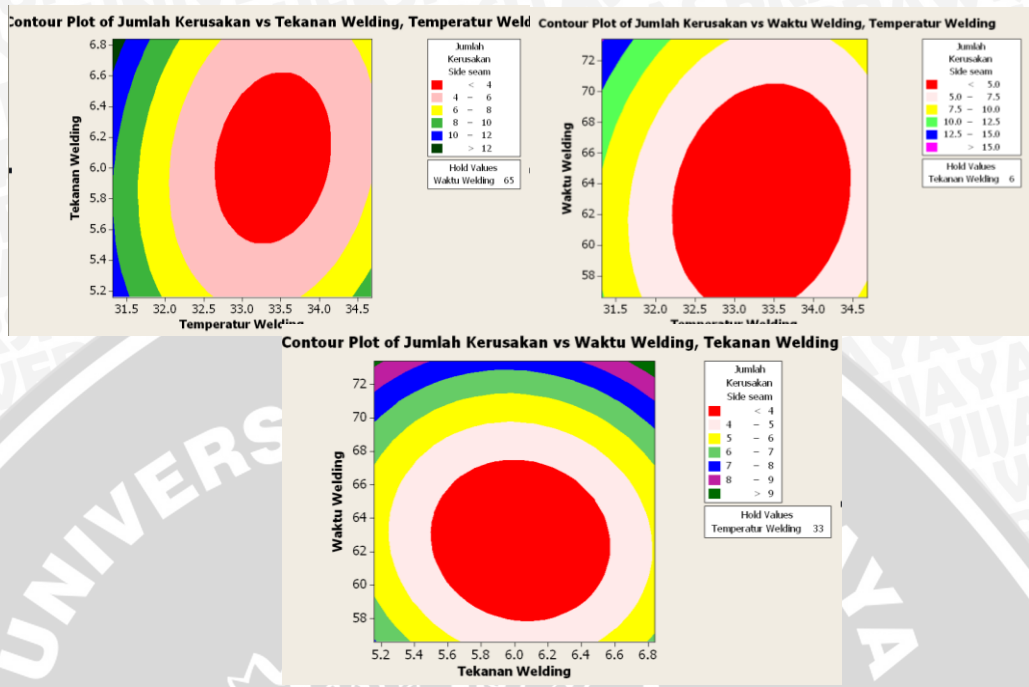 Contour Plot of Jumlah Kerusakan vs Tekanan Welding, Temperatur Weld
Jumlah
Kerusakan
Side seam
< 4
4 – 6
6 – 8
8 – 10
10 – 12
> 12
Hold Values
Waktu Welding 65
Tekanan Welding
6.8
6.6
6.4
6.2
6.0
5.8
5.6
5.4
5.2
31.5 32.0 32.5 33.0 33.5 34.0 34.5
Temperatur Welding
Contour Plot of Jumlah Kerusakan vs Waktu Welding, Temperatur Welding
Jumlah
Kerusakan
Side seam
< 5.0
5.0 – 7.5
7.5 – 10.0
10.0 – 12.5
12.5 – 15.0
> 15.0
Hold Values
Tekanan Welding 6
Waktu Welding
72
70
68
66
64
62
60
58
31.5 32.0 32.5 33.0 33.5 34.0 34.5
Temperatur Welding
Contour Plot of Jumlah Kerusakan vs Waktu Welding, Tekanan Welding
Jumlah
Kerusakan
Side seam
< 4
4 – 5
5 – 6
6 – 7
7 – 8
8 – 9
> 9
Hold Values
Temperatur Welding 33
Waktu Welding
72
70
68
66
64
62
60
58
5.2 5.4 5.6 5.8 6.0 6.2 6.4 6.6 6.8
Tekanan Welding
UNIVERS
YA